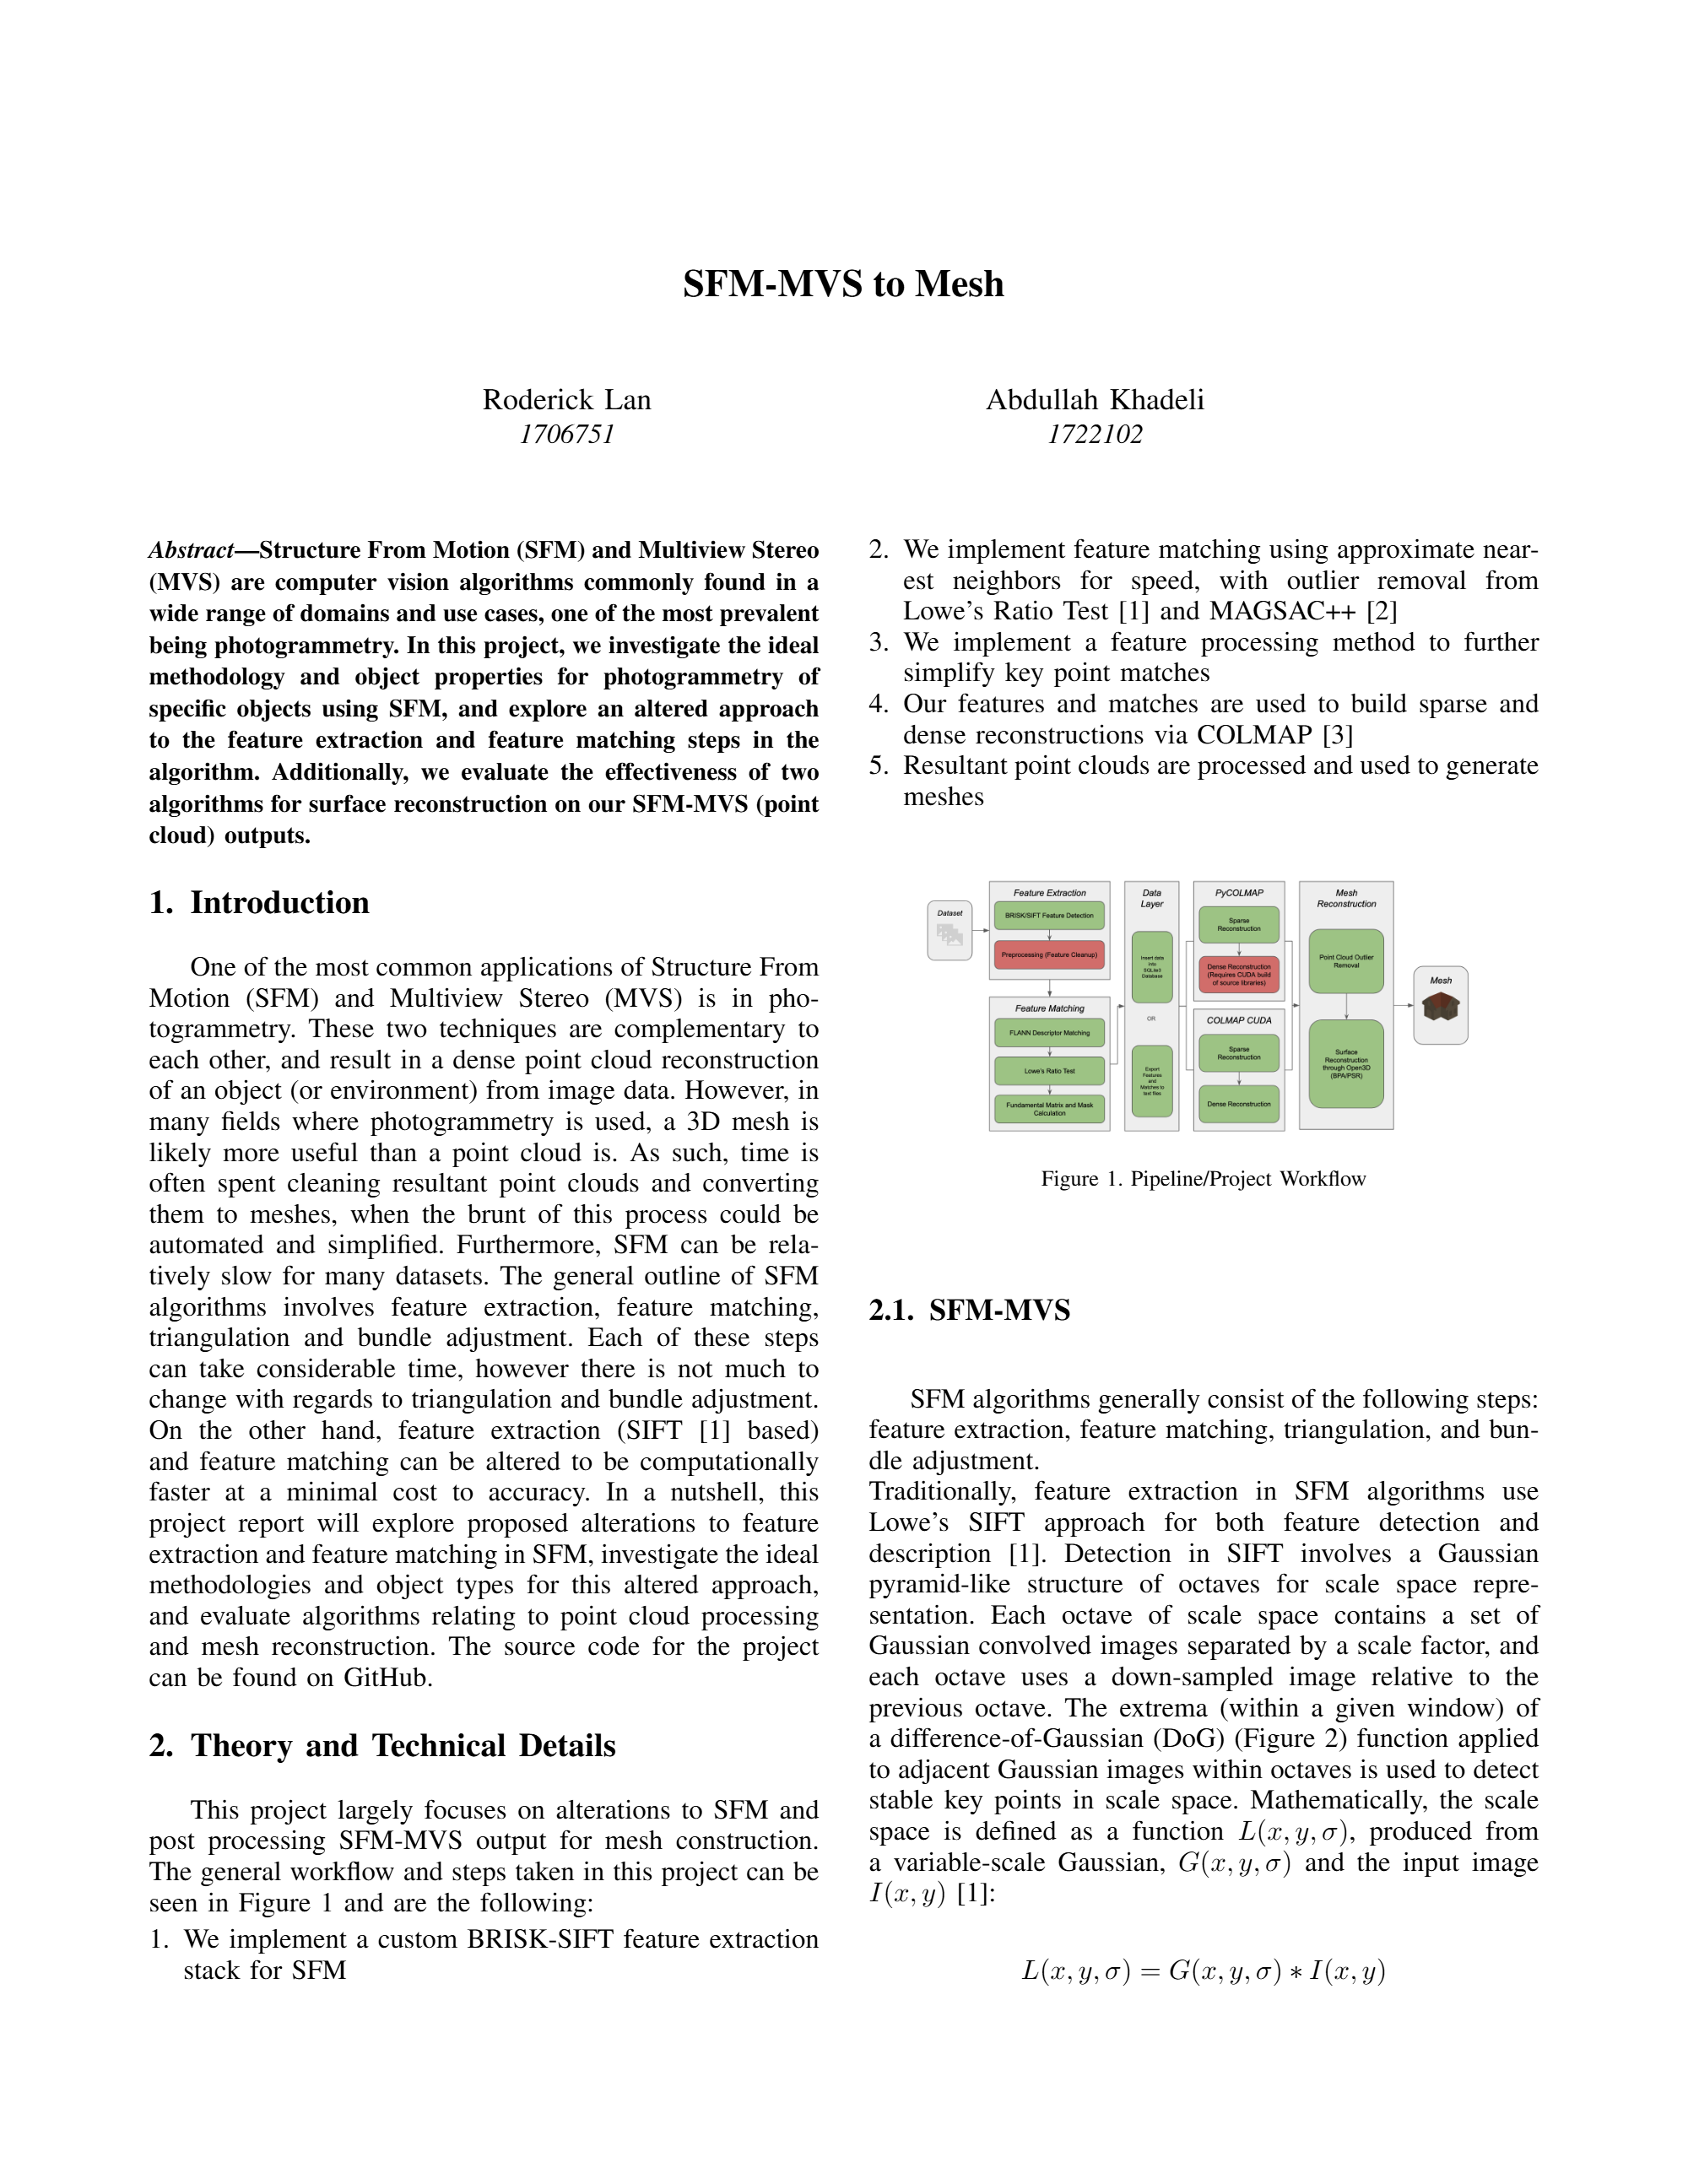 SFM-MVS to Mesh
Roderick Lan
1706751
Abdullah Khadeli
1722102
Abstract—Structure From Motion (SFM) and Multiview Stereo
(MVS) are computer vision algorithms commonly found in a
wide range of domains and use cases, one of the most prevalent
being photogrammetry. In this project, we investigate the ideal
methodology and object properties for photogrammetry of
specific objects using SFM, and explore an altered approach
to the feature extraction and feature matching steps in the
algorithm. Additionally, we evaluate the effectiveness of two
algorithms for surface reconstruction on our SFM-MVS (point
cloud) outputs.
1. Introduction
One of the most common applications of Structure From
Motion (SFM) and Multiview Stereo (MVS) is in pho-
togrammetry. These two techniques are complementary to
each other, and result in a dense point cloud reconstruction
of an object (or environment) from image data. However, in
many fields where photogrammetry is used, a 3D mesh is
likely more useful than a point cloud is. As such, time is
often spent cleaning resultant point clouds and converting
them to meshes, when the brunt of this process could be
automated and simplified. Furthermore, SFM can be rela-
tively slow for many datasets. The general outline of SFM
algorithms involves feature extraction, feature matching,
triangulation and bundle adjustment. Each of these steps
can take considerable time, however there is not much to
change with regards to triangulation and bundle adjustment.
On the other hand, feature extraction (SIFT [1] based)
and feature matching can be altered to be computationally
faster at a minimal cost to accuracy. In a nutshell, this
project report will explore proposed alterations to feature
extraction and feature matching in SFM, investigate the ideal
methodologies and object types for this altered approach,
and evaluate algorithms relating to point cloud processing
and mesh reconstruction. The source code for the project
can be found on GitHub.
2. Theory and Technical Details
This project largely focuses on alterations to SFM and
post processing SFM-MVS output for mesh construction.
The general workflow and steps taken in this project can be
seen in Figure 1 and are the following:
1. We implement a custom BRISK-SIFT feature extraction
stack for SFM
2. We implement feature matching using approximate near-
est neighbors for speed, with outlier removal from
Lowe's Ratio Test [1] and MAGSAC++ [2]
3. We implement a feature processing method to further
simplify key point matches
4. Our features and matches are used to build sparse and
dense reconstructions via COLMAP [3]
5. Resultant point clouds are processed and used to generate
meshes
Dataset
Feature Extraction
BRISK/SIFT Feature Detection
Preprocessing (Feature Cleanup)
Feature Matching
FLANN Descriptor Matching
Lowe's Ratio Test
Fundamental Matrix and Mask
Calculation
Data
Layer
Insert data
into
SQLite3
Database
OR
Export
Features
and
Matches to
text files
PyCOLMAP
Sparse
Reconstruction
Dense Reconstruction
(Requires CUDA build
of source libraries)
COLMAP CUDA
Sparse
Reconstruction
Dense Reconstruction
Mesh
Reconstruction
Point Cloud Outlier
Removal
Surface
Reconstruction
through Open3D
(BPA/PSR)
Mesh
Figure 1. Pipeline/Project Workflow
2.1. SFM-MVS
SFM algorithms generally consist of the following steps:
feature extraction, feature matching, triangulation, and bun-
dle adjustment.
Traditionally, feature extraction in SFM algorithms use
Lowe's SIFT approach for both feature detection and
description [1]. Detection in SIFT involves a Gaussian
pyramid-like structure of octaves for scale space repre-
sentation. Each octave of scale space contains a set of
Gaussian convolved images separated by a scale factor, and
each octave uses a down-sampled image relative to the
previous octave. The extrema (within a given window) of
a difference-of-Gaussian (DoG) (Figure 2) function applied
to adjacent Gaussian images within octaves is used to detect
stable key points in scale space. Mathematically, the scale
space is defined as a function L(x, y, σ), produced from
a variable-scale Gaussian, G(x, y, σ) and the input image
I(x, y) [1]:
L(x, y, σ) = G(x, y, σ) ∗ I(x, y)